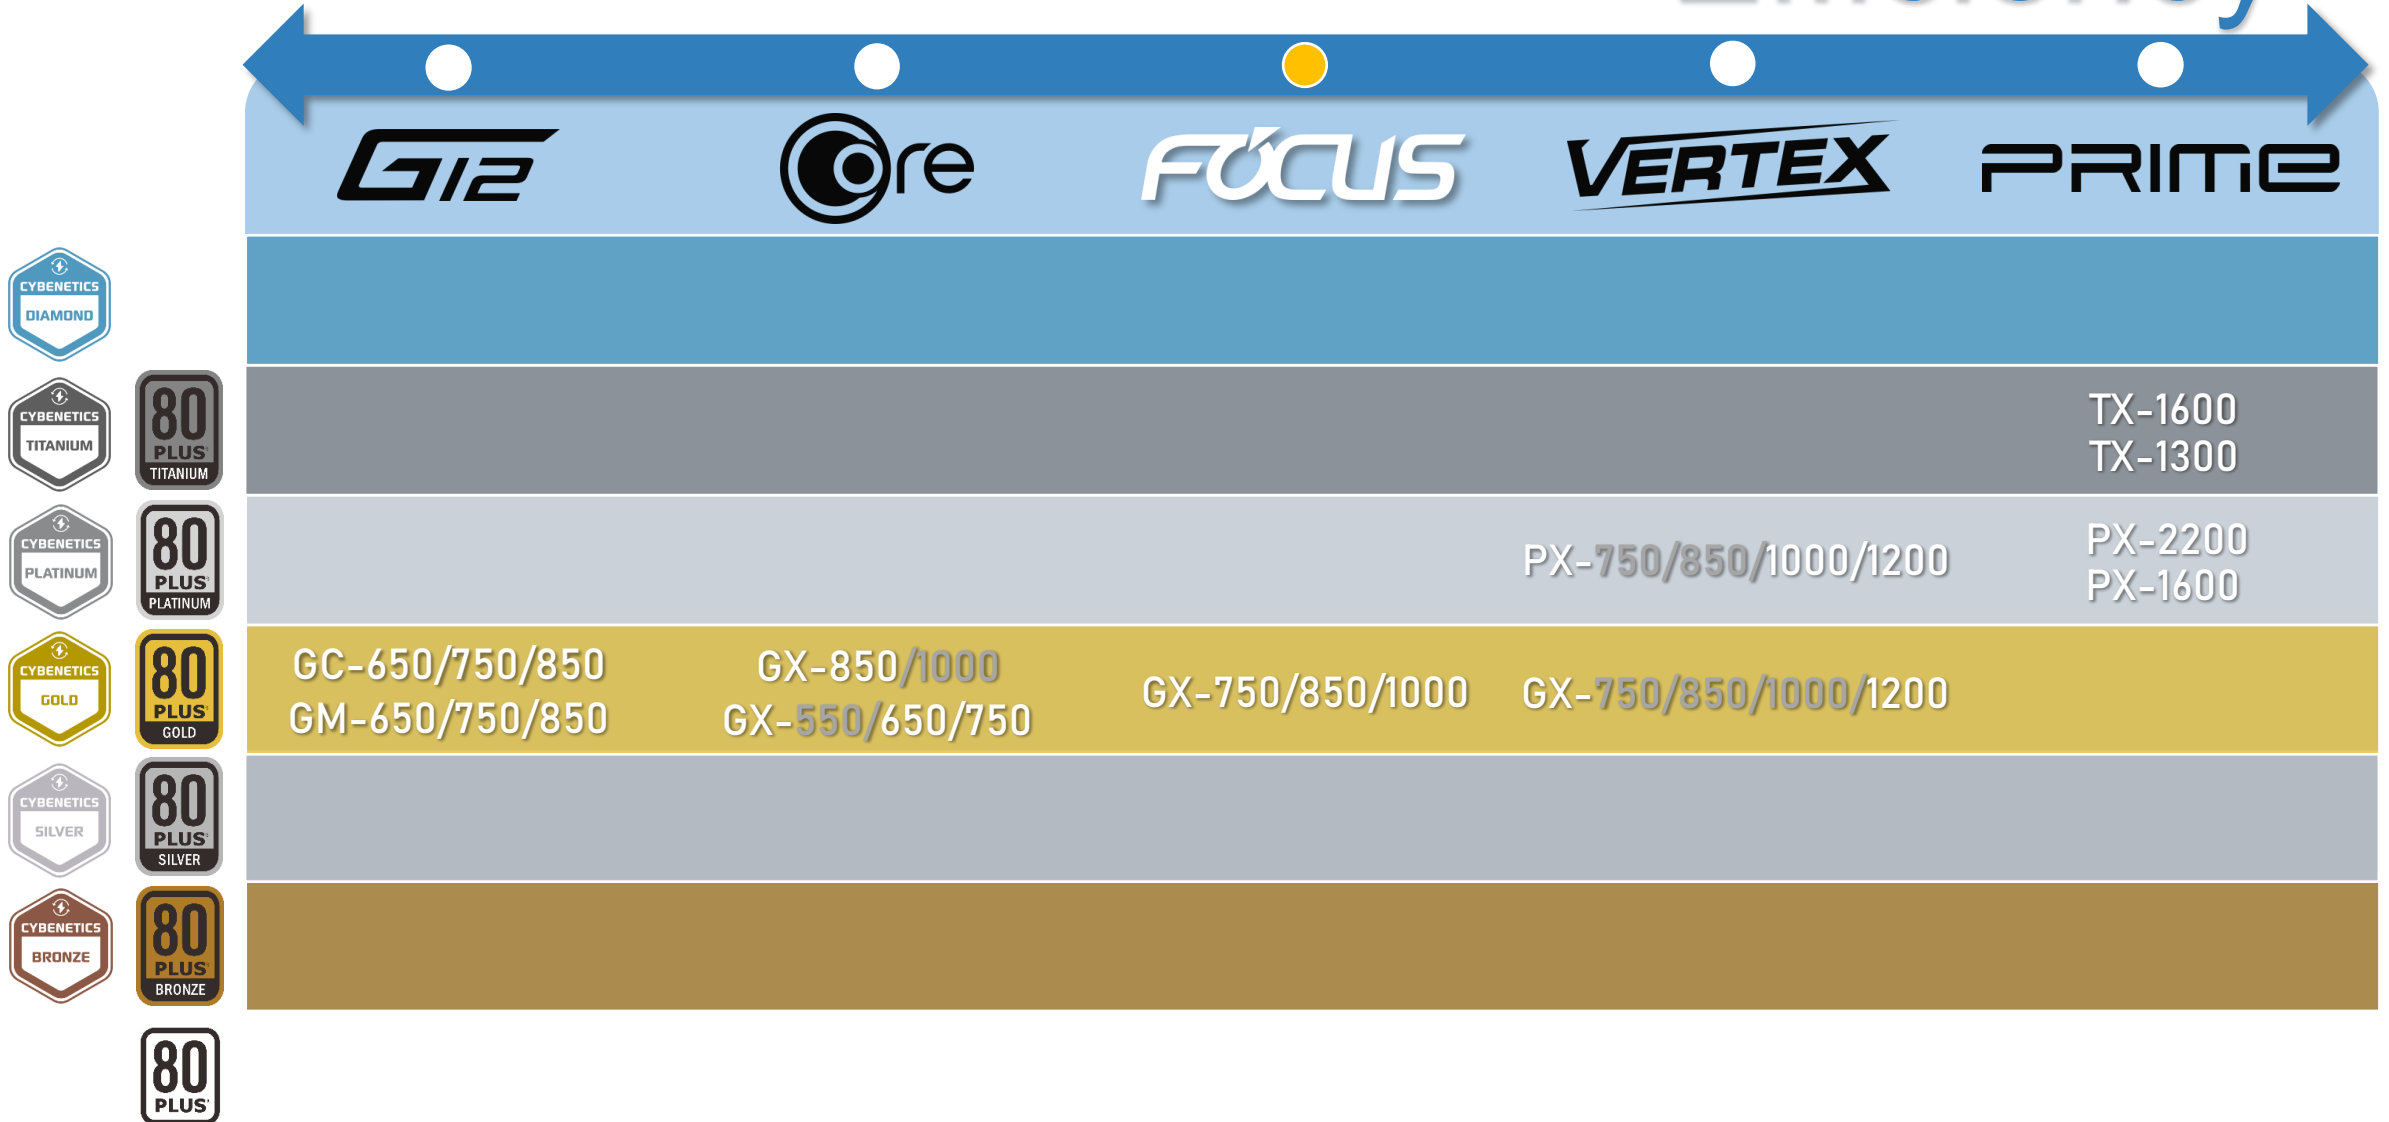 Efficiency
G12 Core FOCUS VERTEX PRIME
CYBENETICS
DIAMOND
CYBENETICS
TITANIUM
80
PLUS
TITANIUM
TX-1600
TX-1300
CYBENETICS
PLATINUM
80
PLUS
PLATINUM
PX-750/850/1000/1200
PX-2200
PX-1600
CYBENETICS
GOLD
80
PLUS
GOLD
GC-650/750/850
GM-650/750/850
GX-850/1000
GX-550/650/750
GX-750/850/1000
GX-750/850/1000/1200
CYBENETICS
SILVER
80
PLUS
SILVER
CYBENETICS
BRONZE
80
PLUS
BRONZE
80
PLUS